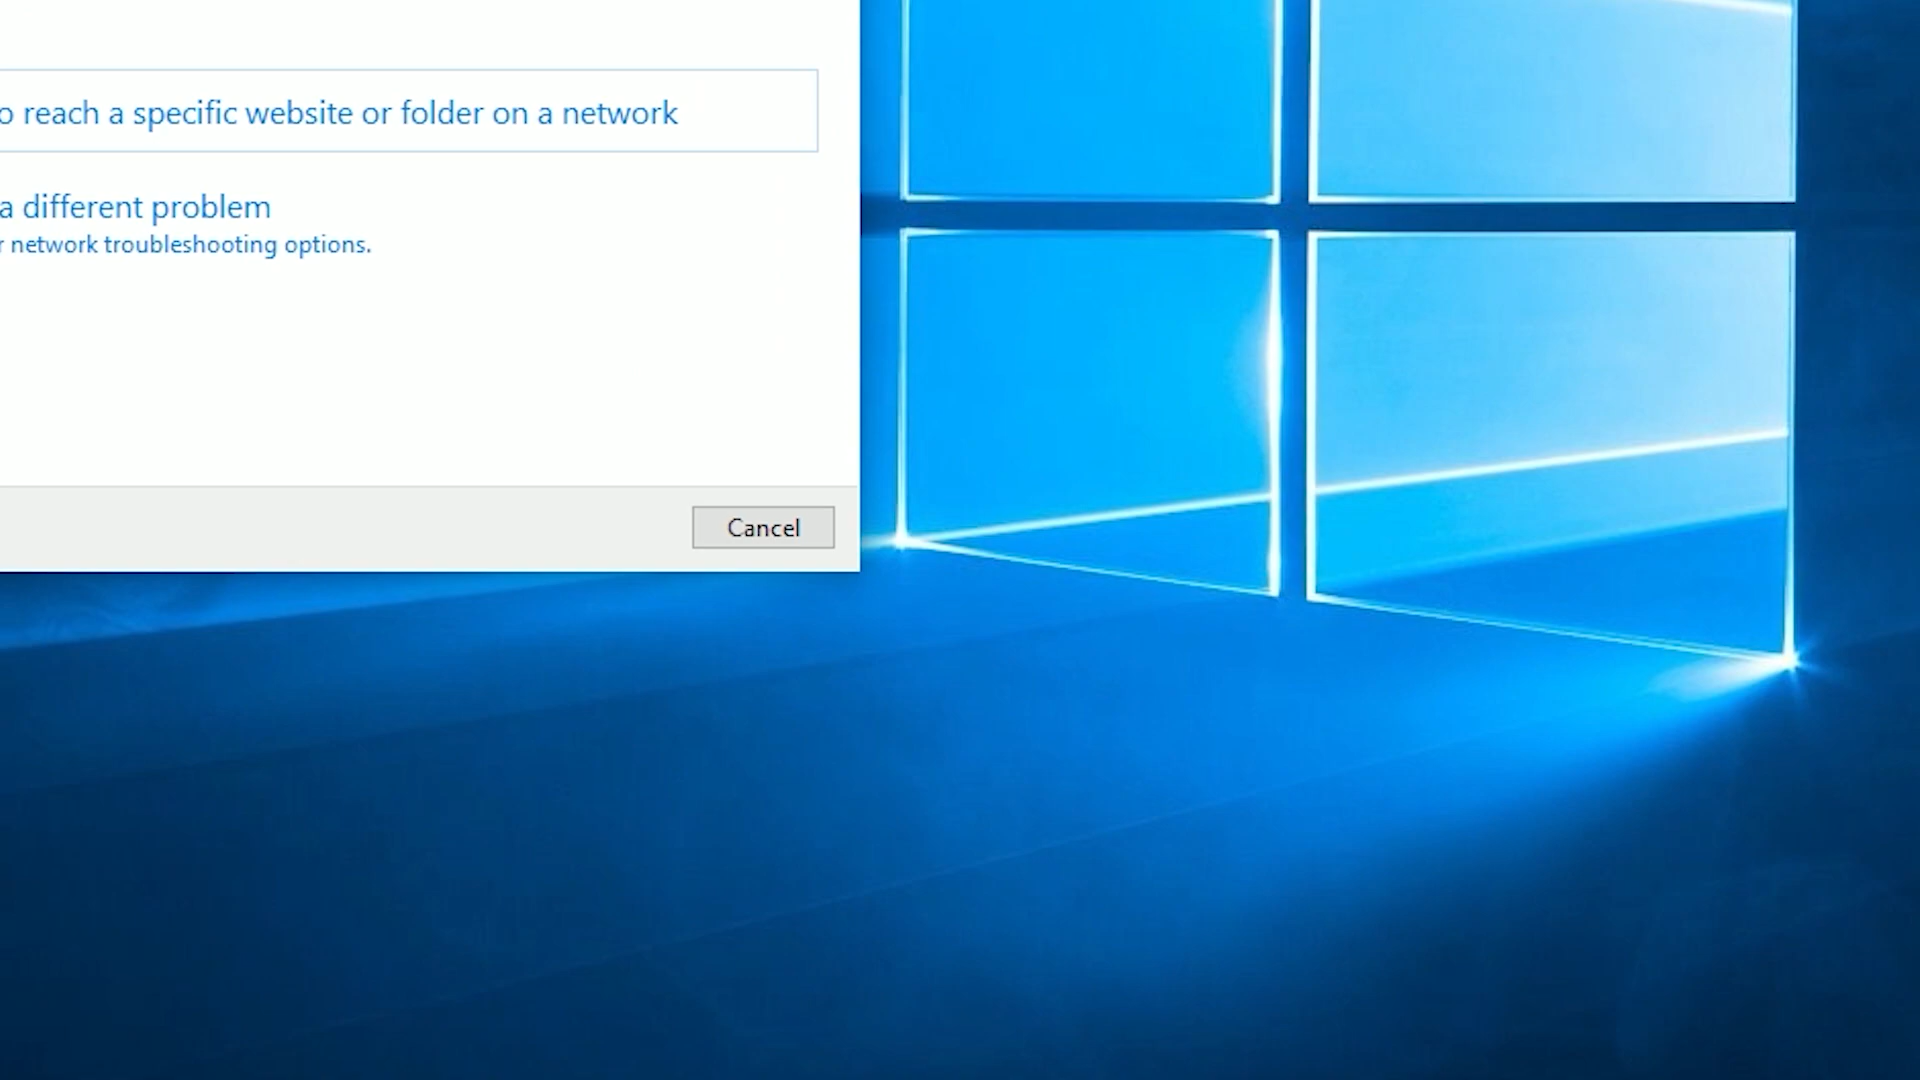 reach a specific website or folder on a network
a different problem
network troubleshooting options.
Cancel